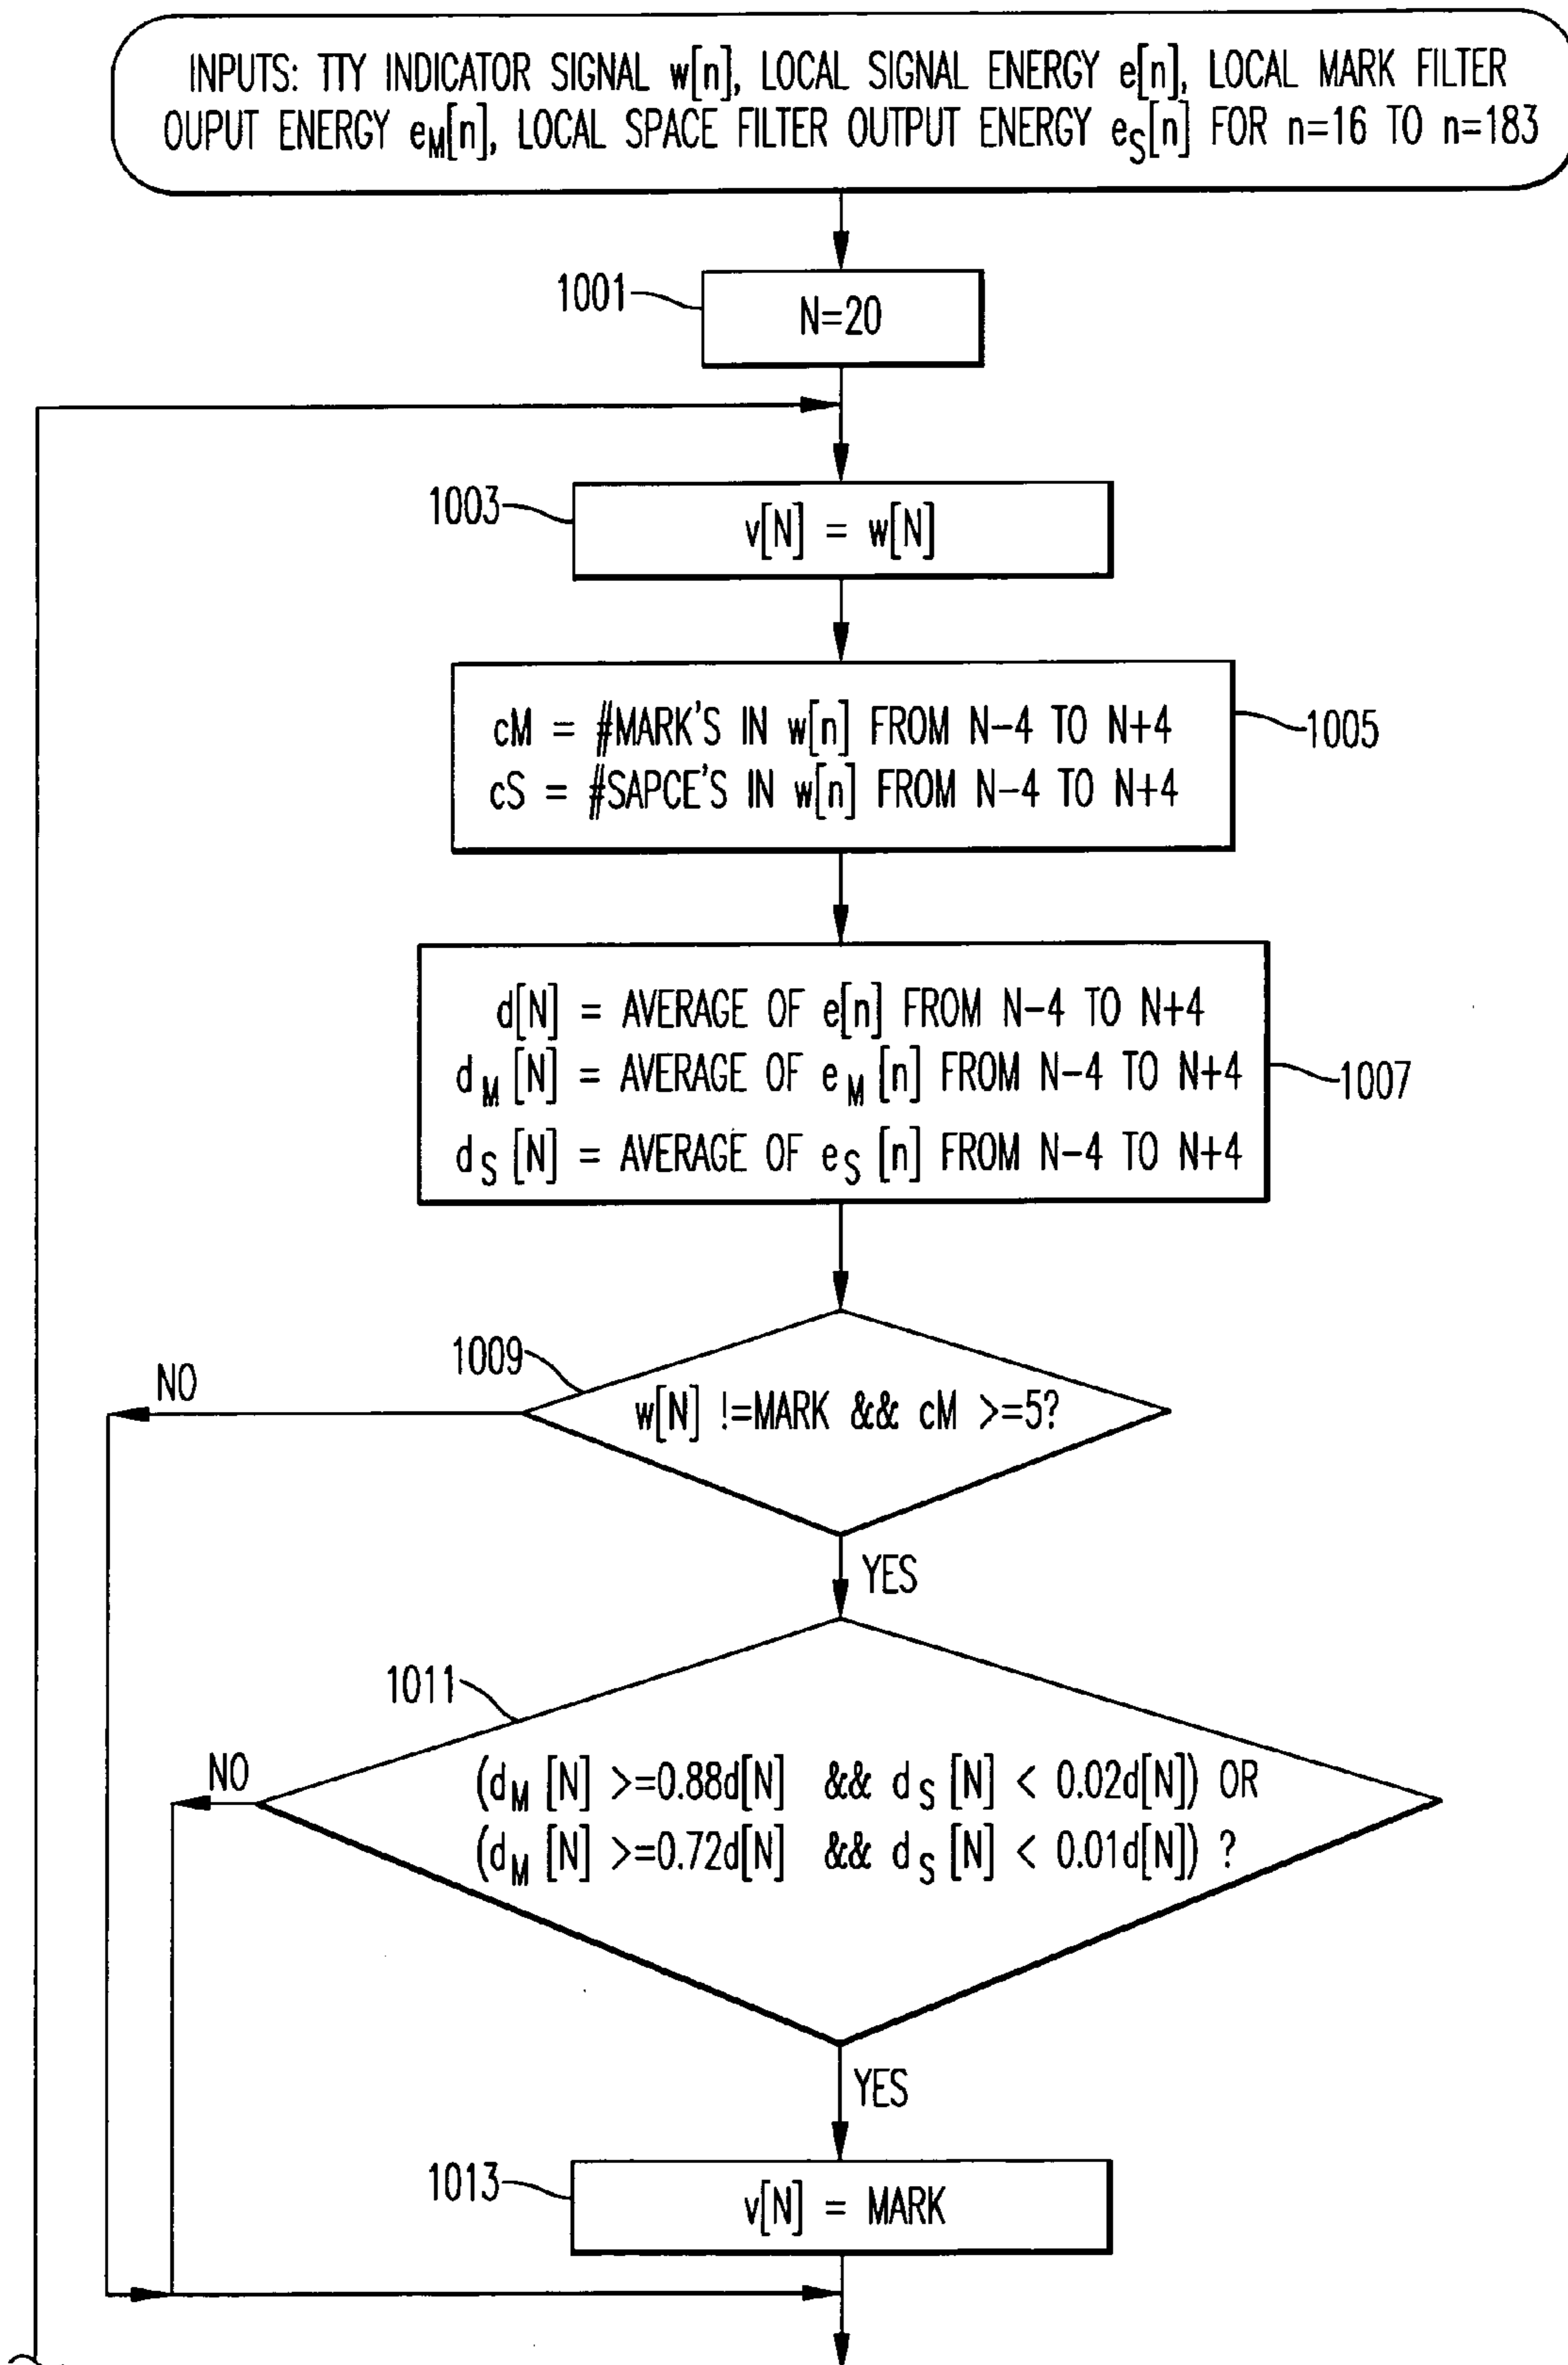 INPUTS: TTY INDICATOR SIGNAL w[n], LOCAL SIGNAL ENERGY e[n], LOCAL MARK FILTER
OUPUT ENERGY eM[n], LOCAL SPACE FILTER OUTPUT ENERGY eS[n] FOR n=16 TO n=183
1001
N=20
1003
v[N] = w[N]
cM = #MARK'S IN w[n] FROM N-4 TO N+4
cS = #SAPCE'S IN w[n] FROM N-4 TO N+4
1005
d[N] = AVERAGE OF e[n] FROM N-4 TO N+4
dM [N] = AVERAGE OF eM [n] FROM N-4 TO N+4
dS [N] = AVERAGE OF eS [n] FROM N-4 TO N+4
1007
1009
NO
w[N] !=MARK && cM >=5?
YES
1011
NO
(dM [N] >=0.88d[N] && dS [N] < 0.02d[N]) OR
(dM [N] >=0.72d[N] && dS [N] < 0.01d[N]) ?
YES
1013
v[N] = MARK